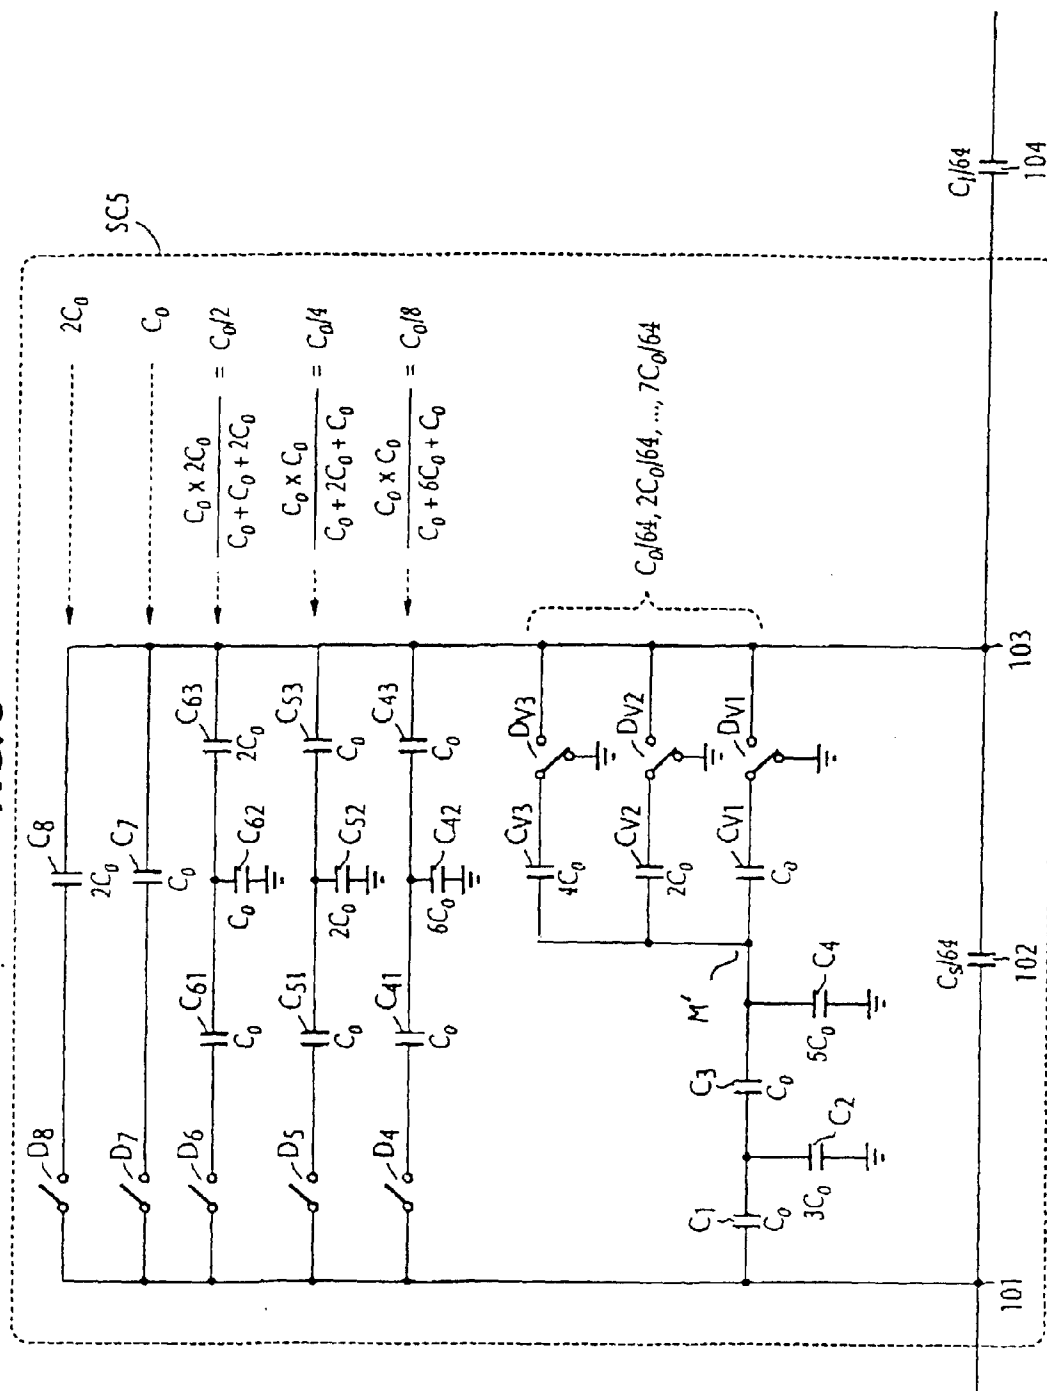 SC5
D8
C8
2C0
2C0
D7
C7
C0
C0
D6
C61
C0
C62
C0
C63
2C0
C0 x 2C0
C0 + C0 + 2C0
= C0/2
D5
C51
C0
C52
2C0
C53
C0
C0 x C0
C0 + 2C0 + C0
= C0/4
D4
C41
C0
C42
6C0
C43
C0
C0 x C0
C0 + 6C0 + C0
= C0/8
CV3
4C0
DV3
CV2
2C0
DV2
CV1
C0
DV1
C0/64, 2C0/64, ..., 7C0/64
M'
C1
C0
C2
3C0
C3
C0
C4
5C0
101
CS/64
102
103
CI/64
104